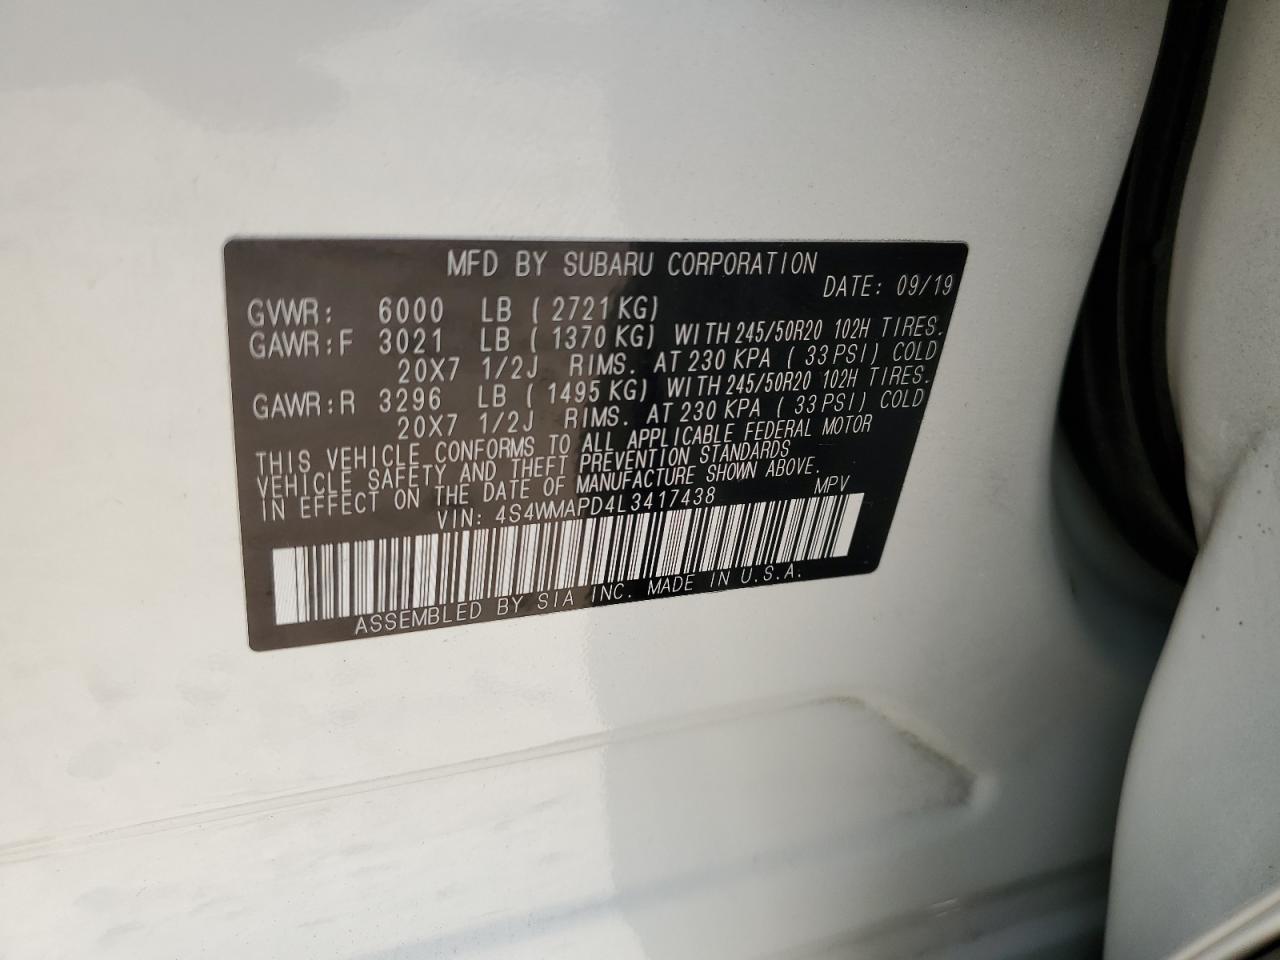 MFD BY SUBARU CORPORATION
DATE: 09/19
GVWR: 6000 LB ( 2721 KG)
GAWR:F 3021 LB ( 1370 KG) WITH 245/50R20 102H TIRES.
20X7 1/2J RIMS. AT 230 KPA ( 33 PSI) COLD
GAWR:R 3296 LB ( 1495 KG) WITH 245/50R20 102H TIRES.
20X7 1/2J RIMS. AT 230 KPA ( 33 PSI) COLD
THIS VEHICLE CONFORMS TO ALL APPLICABLE FEDERAL MOTOR
VEHICLE SAFETY AND THEFT PREVENTION STANDARDS
IN EFFECT ON THE DATE OF MANUFACTURE SHOWN ABOVE.
VIN: 4S4WMAPD4L3417438 MPV
ASSEMBLED BY SIA INC. MADE IN U.S.A.